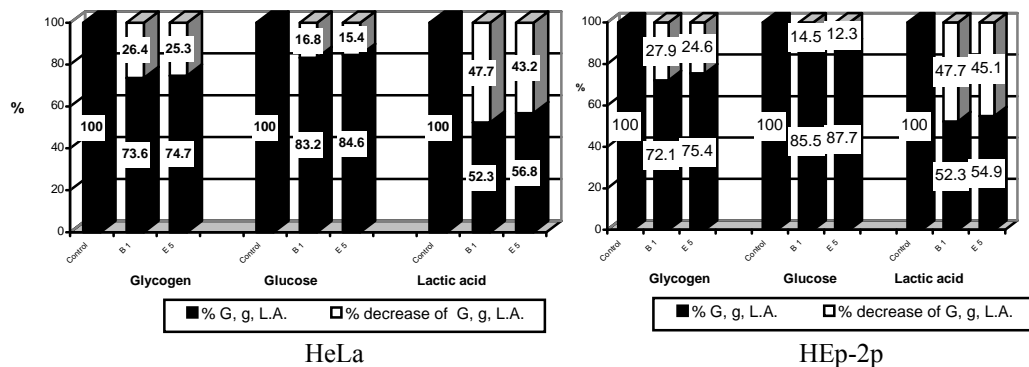 100
80
60
40
20
0
%
26.4 25.3 16.8 15.4 47.7 43.2
100 73.6 74.7 100 83.2 84.6 100 52.3 56.8
Control B 1 E 5 Control B 1 E 5 Control B 1 E 5
Glycogen Glucose Lactic acid
% G, g, L.A. % decrease of G, g, L.A.
HeLa
100
80
60
40
20
0
%
27.9 24.6 14.5 12.3 47.7 45.1
100 72.1 75.4 100 85.5 87.7 100 52.3 54.9
Control B 1 E 5 Control B 1 E 5 Control B 1 E 5
Glycogen Glucose Lactic acid
% G, g, L.A. % decrease of G, g, L.A.
HEp-2p